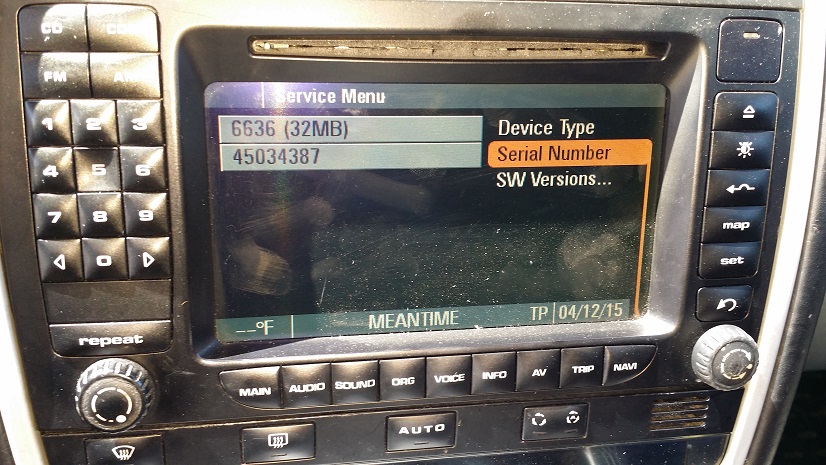 CD
FM
AM
1 2 3
4 5 6
7 8 9
0
repeat
Service Menu
6636 (32MB)
45034387
Device Type
Serial Number
SW Versions...
--°F
MEANTIME
TP
04/12/15
map
set
MAIN
AUDIO
SOUND
ORG
VOICE
INFO
AV
TRIP
NAVI
AUTO